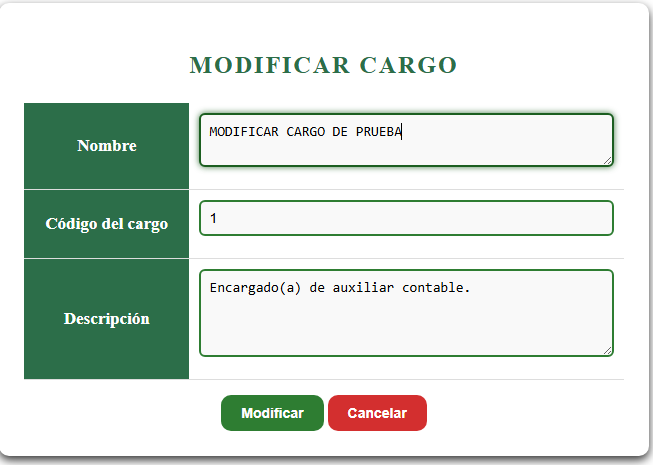 MODIFICAR CARGO
Nombre
MODIFICAR CARGO DE PRUEBA
Código del cargo
1
Descripción
Encargado(a) de auxiliar contable.
Modificar
Cancelar